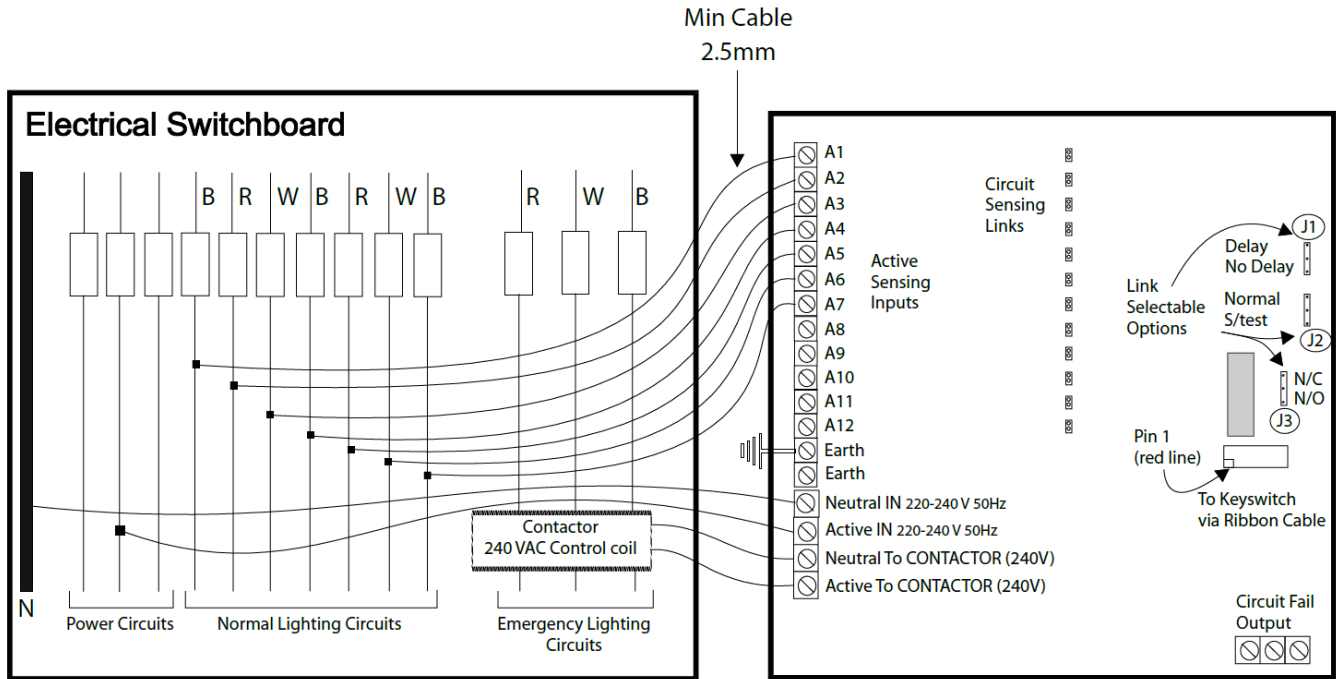 Min Cable
2.5mm
Electrical Switchboard
B R W B R W B R W B
N
Power Circuits
Normal Lighting Circuits
Emergency Lighting
Circuits
Contactor
240 VAC Control coil
A1
A2
A3
A4
A5
A6
A7
A8
A9
A10
A11
A12
Earth
Earth
Neutral IN 220-240 V 50Hz
Active IN 220-240 V 50Hz
Neutral To CONTACTOR (240V)
Active To CONTACTOR (240V)
Active
Sensing
Inputs
Circuit
Sensing
Links
Link
Selectable
Options
J1
Delay
No Delay
Normal
S/test
J2
N/C
N/O
J3
Pin 1
(red line)
To Keyswitch
via Ribbon Cable
Circuit Fail
Output